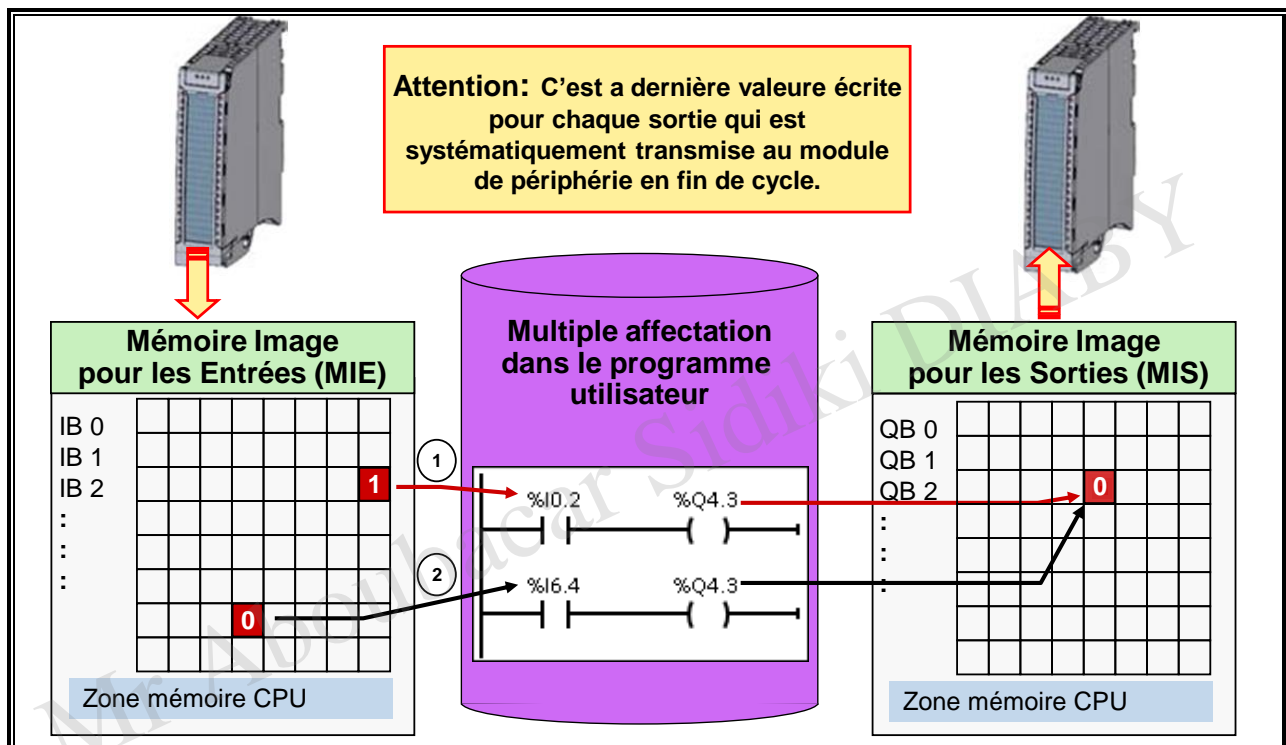 Attention: C’est a dernière valeure écrite
pour chaque sortie qui est
systématiquement transmise au module
de périphérie en fin de cycle.
Mémoire Image
pour les Entrées (MIE)
IB 0
IB 1
IB 2
:
:
:
1
0
Zone mémoire CPU
1
2
Multiple affectation
dans le programme
utilisateur
%I0.2 %Q4.3
%I6.4 %Q4.3
Mémoire Image
pour les Sorties (MIS)
QB 0
QB 1
QB 2
:
:
:
0
Zone mémoire CPU
Mr Aboubacar Sidiki DIABY